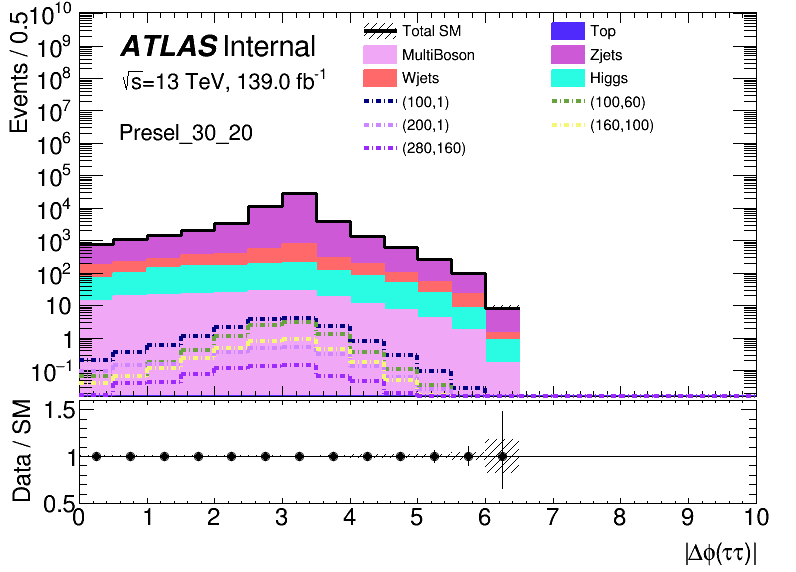 10^10
10^9
10^8
10^7
10^6
10^5
10^4
10^3
10^2
10
1
10^-1
Events / 0.5
ATLAS Internal
√s=13 TeV, 139.0 fb^-1
Presel_30_20
Total SM
Top
MultiBoson
Zjets
Wjets
Higgs
(100,1)
(100,60)
(200,1)
(160,100)
(280,160)
Data / SM
1.5
1
0.5
0 1 2 3 4 5 6 7 8 9 10
|Δϕ(ττ)|